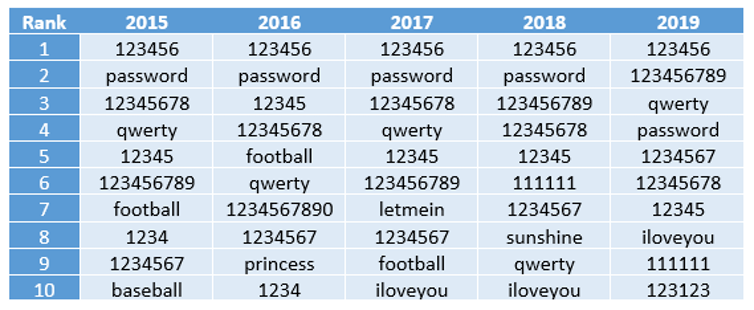 Rank 2015 2016 2017 2018 2019
1 123456 123456 123456 123456 123456
2 password password password password 123456789
3 12345678 12345 12345678 123456789 qwerty
4 qwerty 12345678 qwerty 12345678 password
5 12345 football 12345 12345 1234567
6 123456789 qwerty 123456789 111111 12345678
7 football 1234567890 letmein 1234567 12345
8 1234 1234567 1234567 sunshine iloveyou
9 1234567 princess football qwerty 111111
10 baseball 1234 iloveyou iloveyou 123123